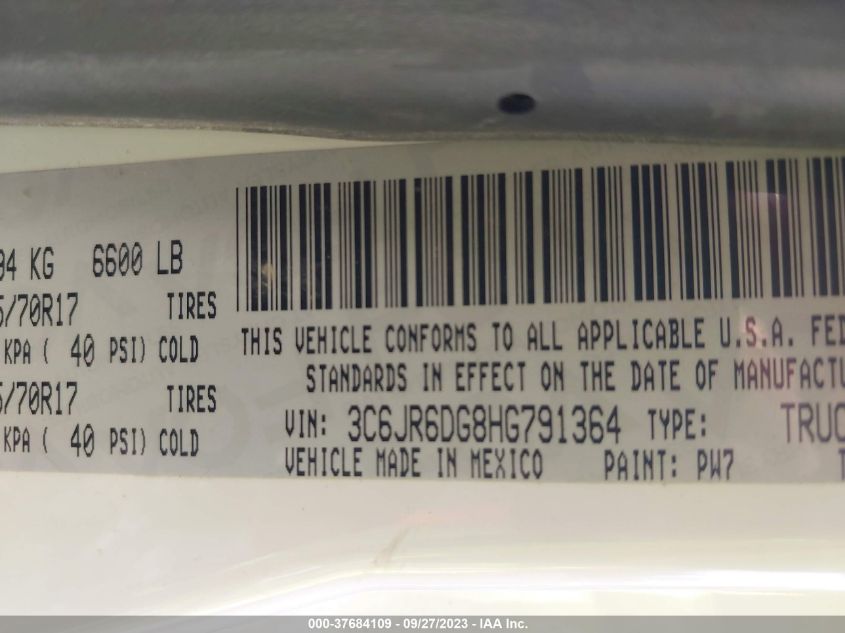 94 KG 6600 LB
5/70R17 TIRES
KPA ( 40 PSI) COLD
5/70R17 TIRES
KPA ( 40 PSI) COLD
THIS VEHICLE CONFORMS TO ALL APPLICABLE U.S.A. FED
STANDARDS IN EFFECT ON THE DATE OF MANUFACTU
VIN: 3C6JR6DG8HG791364 TYPE: TRUC
VEHICLE MADE IN MEXICO PAINT: PW7
000-37684109 - 09/27/2023 - IAA Inc.